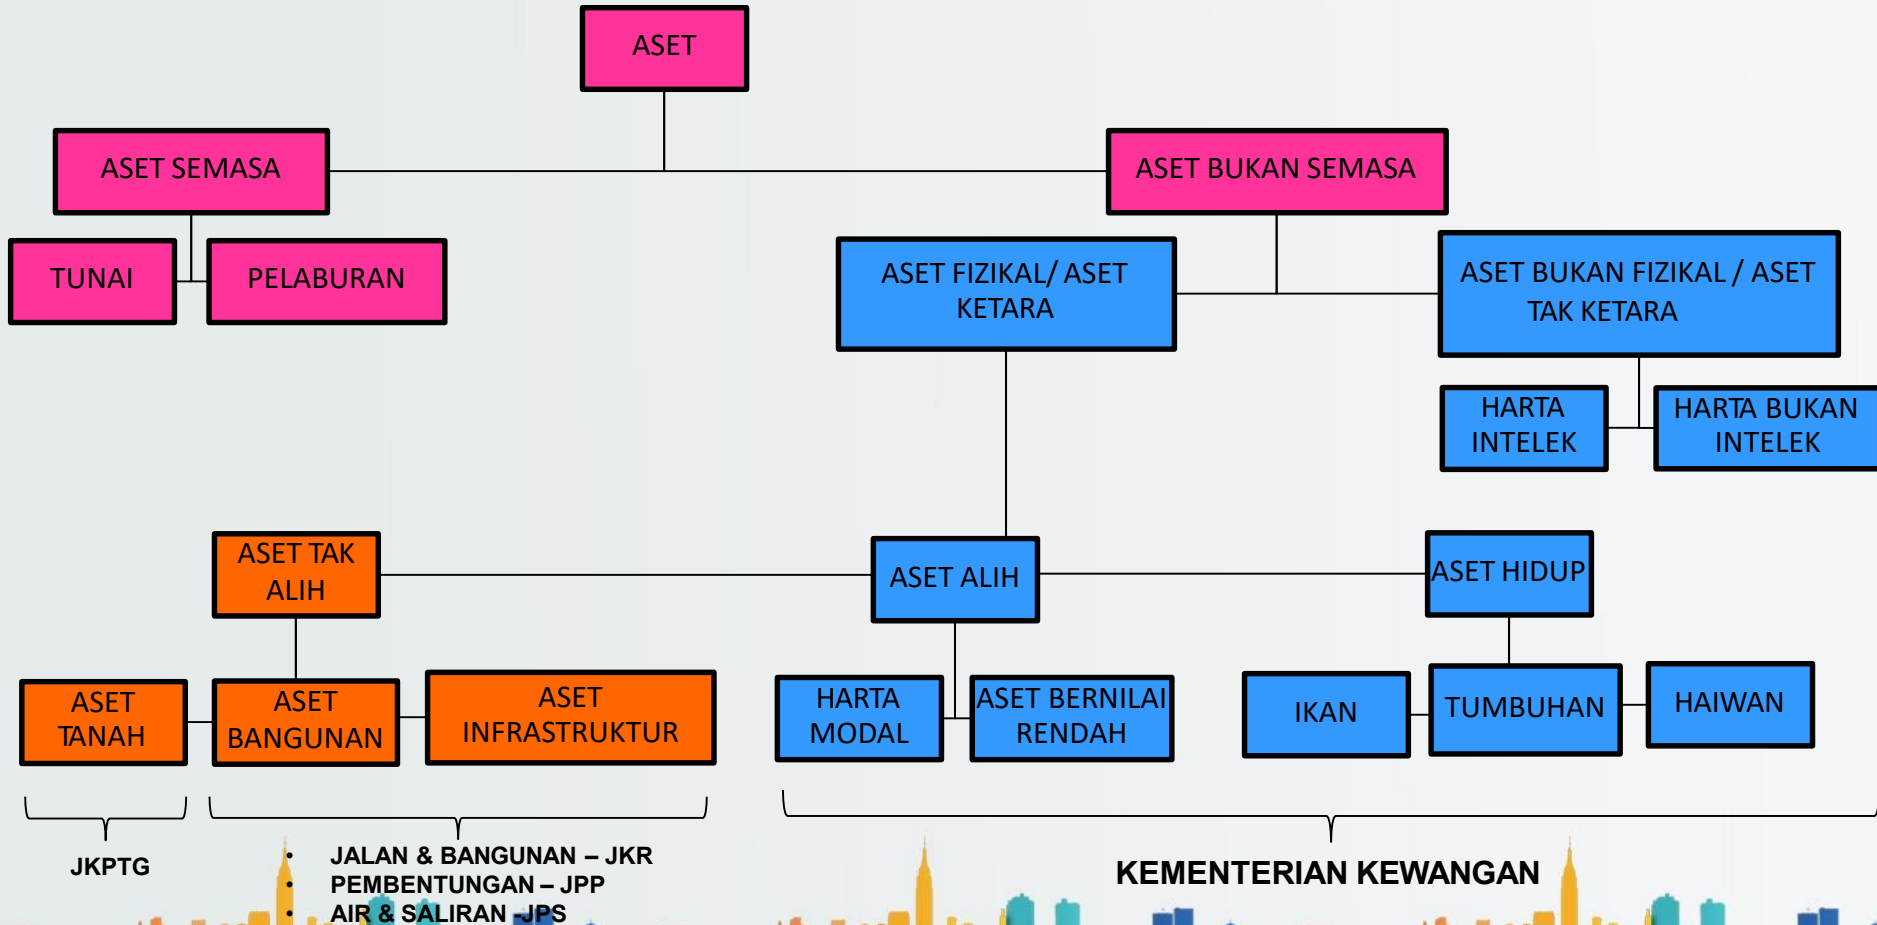 ASET
ASET SEMASA
ASET BUKAN SEMASA
TUNAI
PELABURAN
ASET FIZIKAL/ ASET
KETARA
ASET BUKAN FIZIKAL / ASET
TAK KETARA
HARTA
INTELEK
HARTA BUKAN
INTELEK
ASET TAK
ALIH
ASET ALIH
ASET HIDUP
ASET
TANAH
ASET
BANGUNAN
ASET
INFRASTRUKTUR
HARTA
MODAL
ASET BERNILAI
RENDAH
IKAN
TUMBUHAN
HAIWAN
JKPTG
• JALAN & BANGUNAN – JKR
• PEMBENTUNGAN – JPP
• AIR & SALIRAN -JPS
KEMENTERIAN KEWANGAN